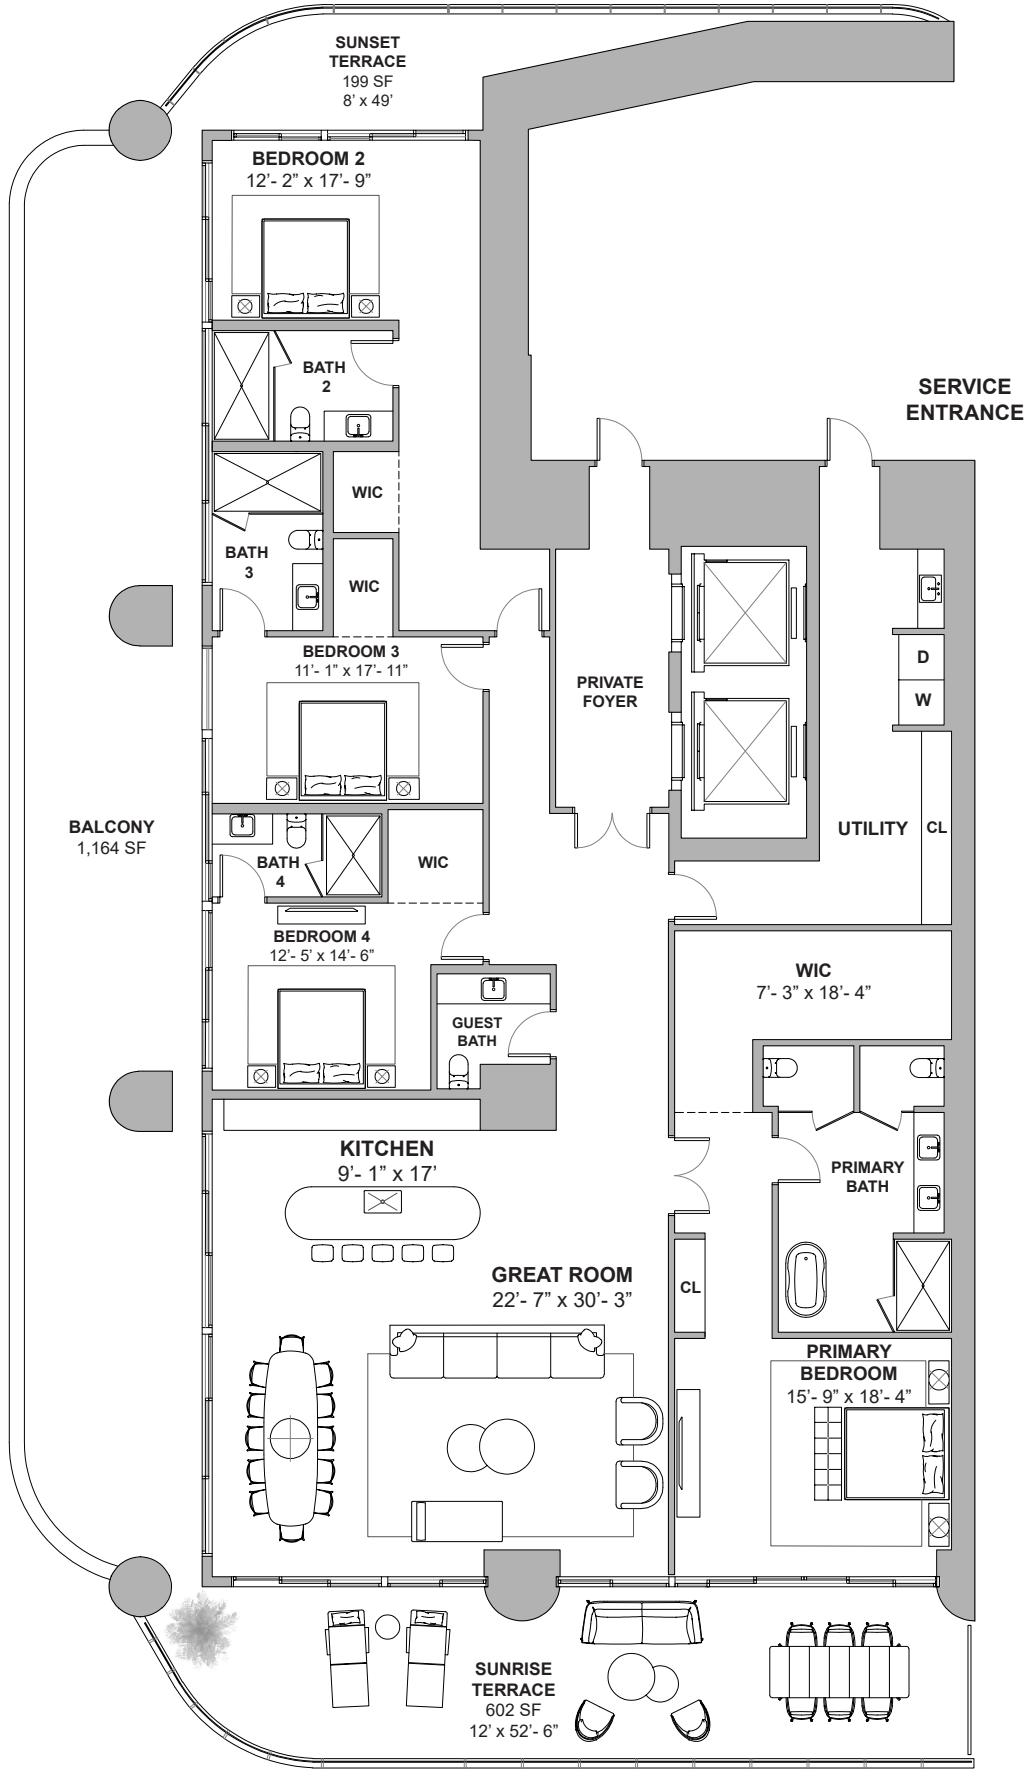 SUNSET
TERRACE
199 SF
8' x 49'
BEDROOM 2
12'- 2” x 17'- 9”
BATH
2
SERVICE
ENTRANCE
WIC
BATH
3
WIC
BEDROOM 3
11'- 1” x 17'- 11”
PRIVATE
FOYER
D
W
BALCONY
1,164 SF
UTILITY
CL
BATH
4
WIC
BEDROOM 4
12'- 5' x 14'- 6”
WIC
7'- 3” x 18'- 4”
GUEST
BATH
KITCHEN
9'- 1” x 17'
PRIMARY
BATH
GREAT ROOM
22'- 7” x 30'- 3”
CL
PRIMARY
BEDROOM
15'- 9” x 18'- 4”
SUNRISE
TERRACE
602 SF
12' x 52'- 6”